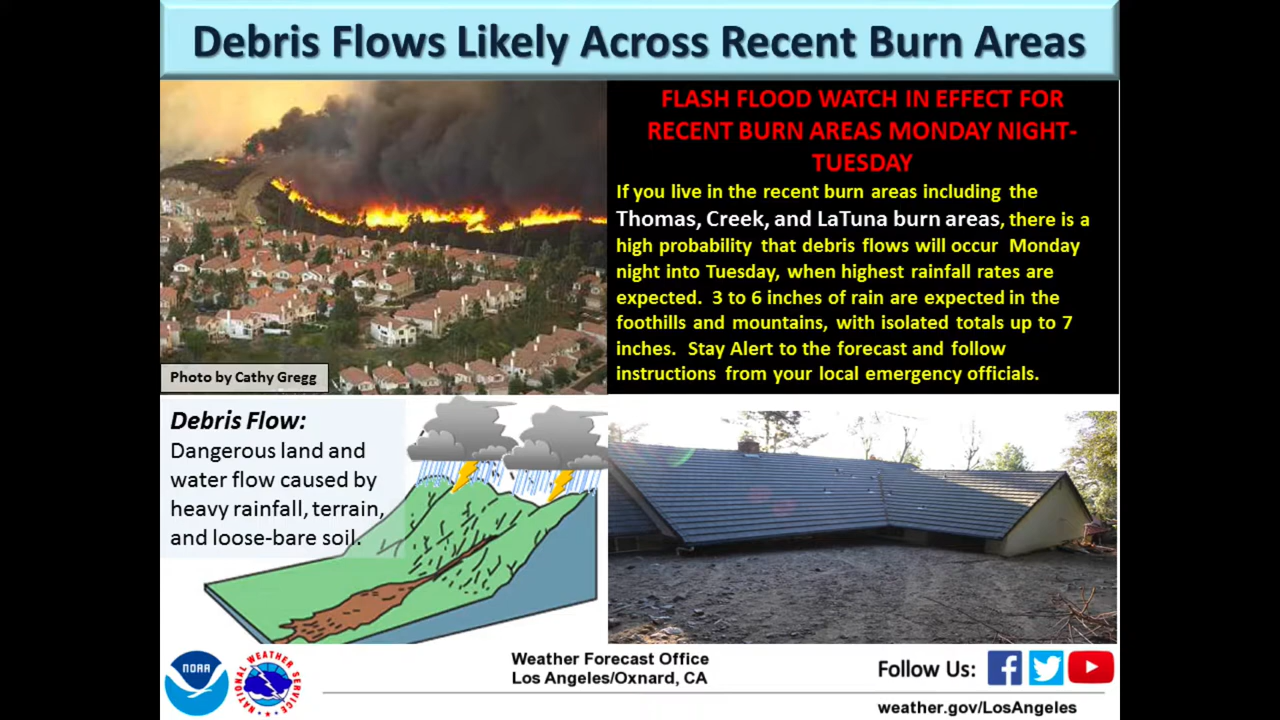 Debris Flows Likely Across Recent Burn Areas
FLASH FLOOD WATCH IN EFFECT FOR
RECENT BURN AREAS MONDAY NIGHT-
TUESDAY
If you live in the recent burn areas including the
Thomas, Creek, and LaTuna burn areas, there is a
high probability that debris flows will occur Monday
night into Tuesday, when highest rainfall rates are
expected. 3 to 6 inches of rain are expected in the
foothills and mountains, with isolated totals up to 7
inches. Stay Alert to the forecast and follow
instructions from your local emergency officials.
Photo by Cathy Gregg
Debris Flow:
Dangerous land and
water flow caused by
heavy rainfall, terrain,
and loose-bare soil.
NOAA
NATIONAL WEATHER SERVICE
Weather Forecast Office
Los Angeles/Oxnard, CA
Follow Us:
weather.gov/LosAngeles